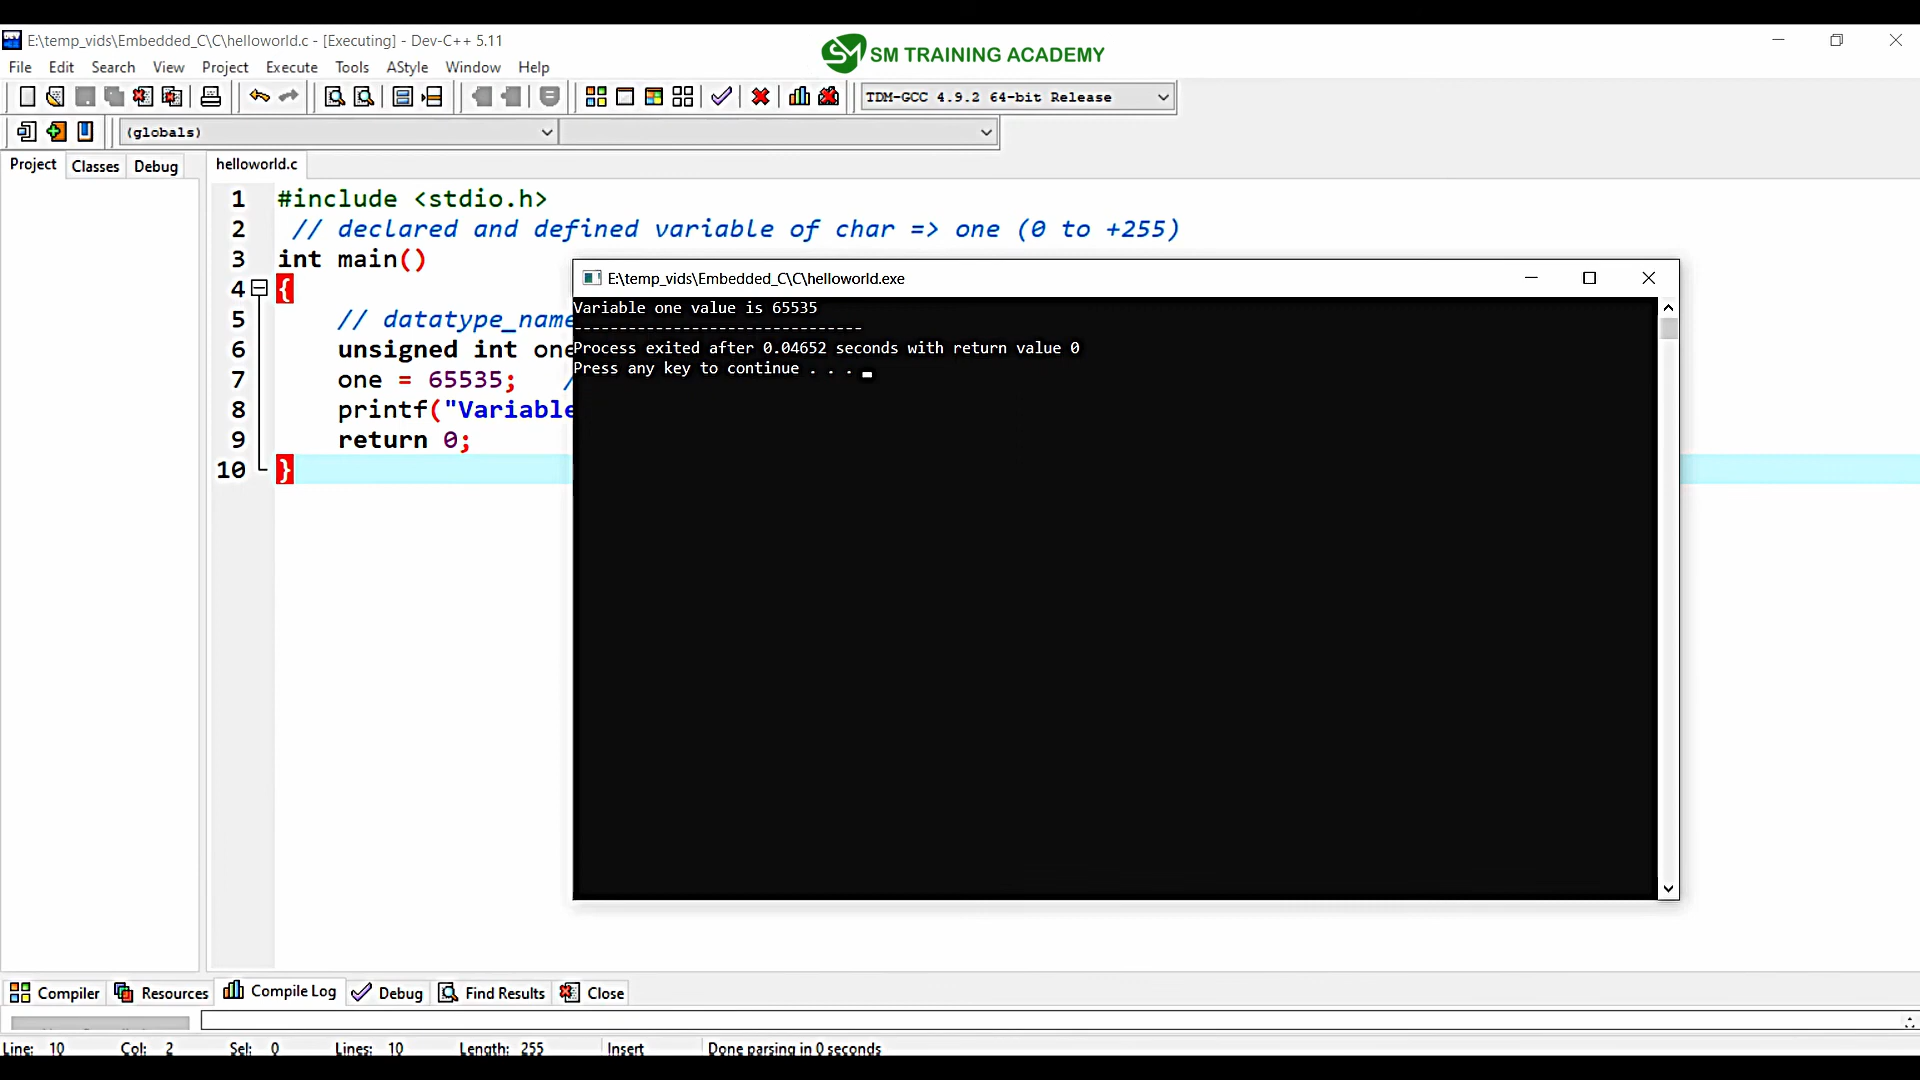 E:\temp_vids\Embedded_C\C\helloworld.c - [Executing] - Dev-C++ 5.11
SM TRAINING ACADEMY
File Edit Search View Project Execute Tools AStyle Window Help
TDM-GCC 4.9.2 64-bit Release
(globals)
Project Classes Debug
helloworld.c
1 #include <stdio.h>
2 // declared and defined variable of char => one (0 to +255)
3 int main()
4 {
5 // datatype_name
6 unsigned int one
7 one = 65535; /
8 printf("Variable
9 return 0;
10 }
E:\temp_vids\Embedded_C\C\helloworld.exe
Variable one value is 65535
--------------------------------
Process exited after 0.04652 seconds with return value 0
Press any key to continue . . .
Compiler Resources Compile Log Debug Find Results Close
Line: 10 Col: 2 Sel: 0 Lines: 10 Length: 255 Insert Done parsing in 0 seconds